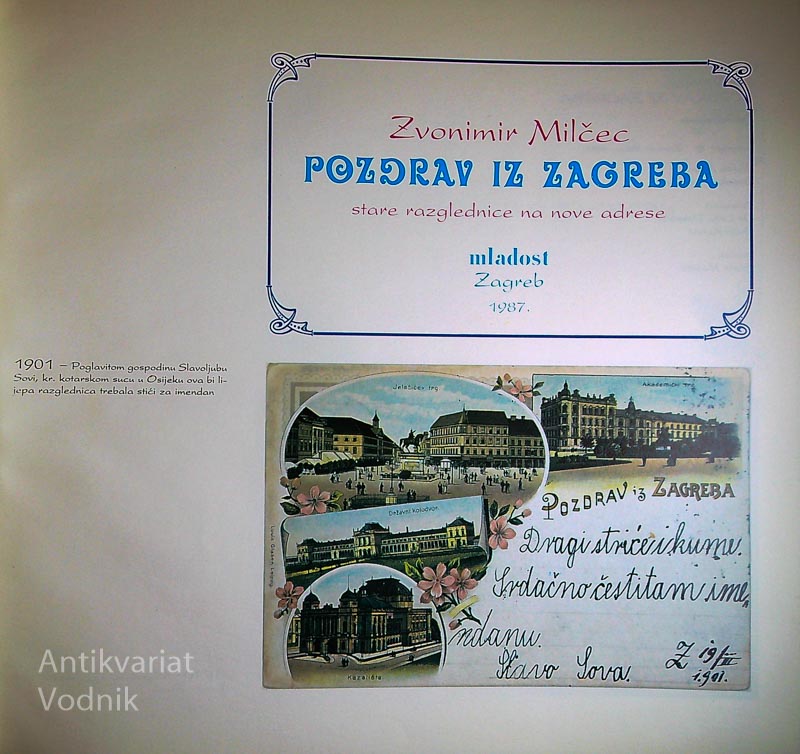 Zvonimir Milčec
POZDRAV IZ ZAGREBA
stare razglednice na nove adrese
mladost
Zagreb
1987.
1901 – Poglavitom gospodinu Slavoljubu
Sovi, kr. kotarskom sucu u Osijeku ova bi li-
jepa razglednica trebala stići za imendan
Jelačićev trg
Akademični trg
POZDRAV iz ZAGREBA
Državni kolodvor
Kazalište
Dragi striče i kume.
Srdačno čestitam ime,
ndanu.
Slavo Sova.
Z 19/III
1901.
Antikvariat
Vodnik